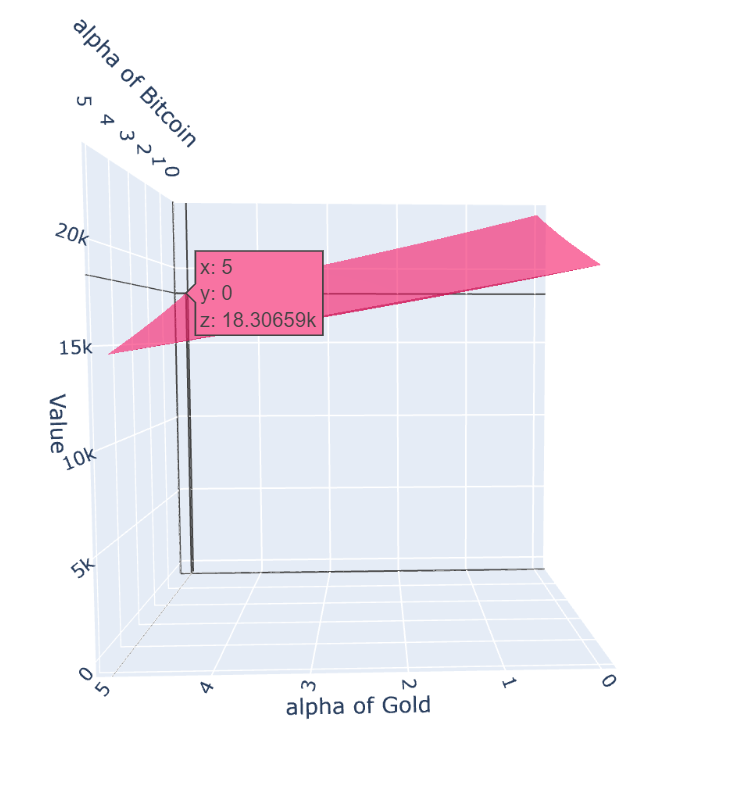 alpha of Bitcoin
5
4
3
2
1
0
20k
15k
10k
5k
0
Value
x: 5
y: 0
z: 18.30659k
5
4
3
2
1
0
alpha of Gold